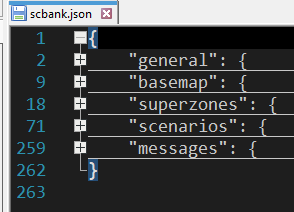 scbank.json
1 {
2 "general": {
9 "basemap": {
18 "superzones": {
71 "scenarios": {
259 "messages": {
262 }
263